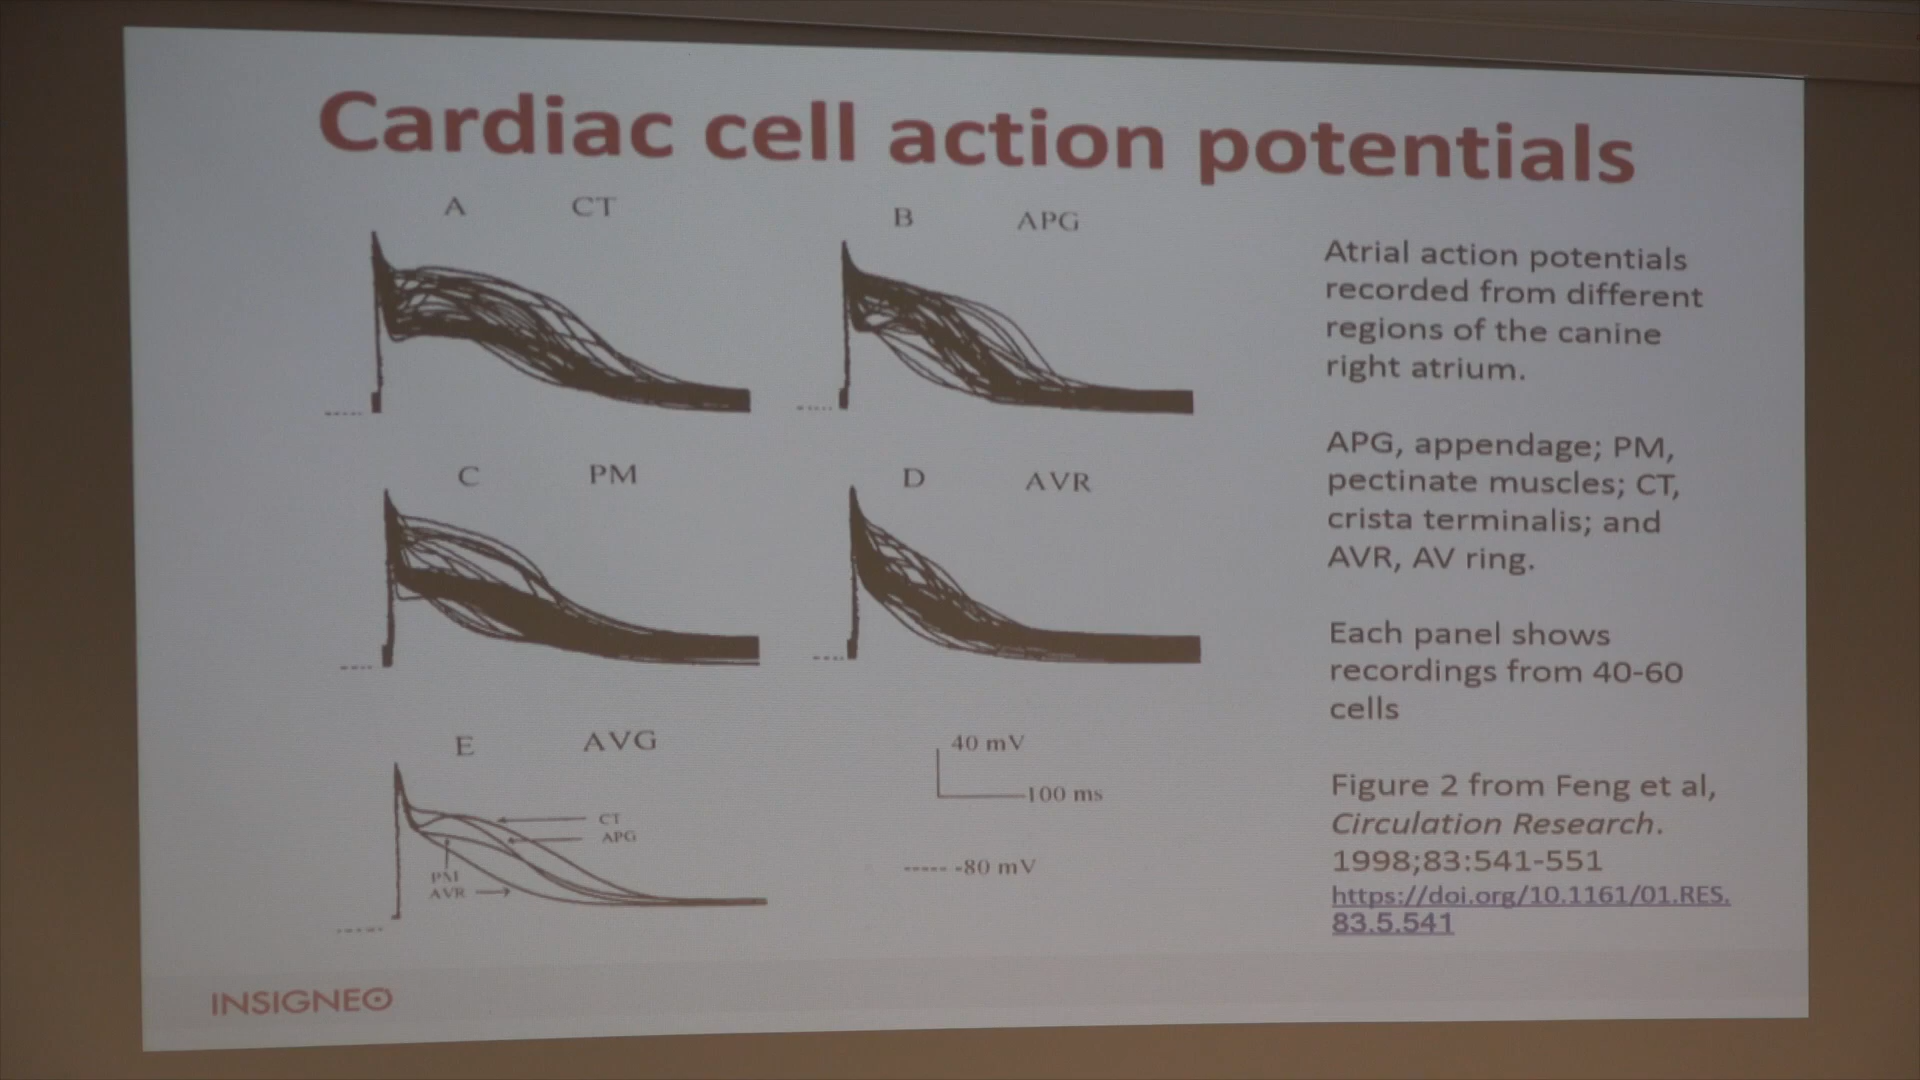 Cardiac cell action potentials
A CT
B APG
Atrial action potentials
recorded from different
regions of the canine
right atrium.
APG, appendage; PM,
pectinate muscles; CT,
crista terminalis; and
AVR, AV ring.
Each panel shows
recordings from 40-60
cells
Figure 2 from Feng et al,
Circulation Research.
1998;83:541-551
https://doi.org/10.1161/01.RES.
83.5.541
C PM
D AVR
E AVG
CT
APG
PM
AVR
40 mV
100 ms
----- -80 mV
INSIGNEO